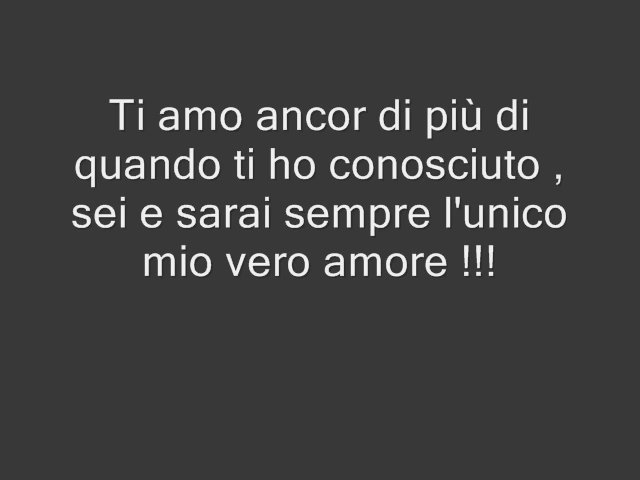 Ti amo ancor di più di
quando ti ho conosciuto ,
sei e sarai sempre l'unico
mio vero amore !!!